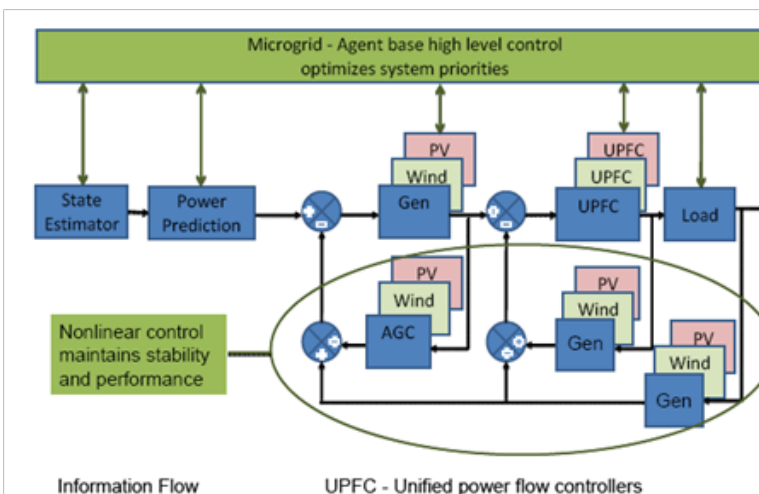 Microgrid - Agent base high level control
optimizes system priorities
PV
Wind
Gen
UPFC
UPFC
UPFC
State
Estimator
Power
Prediction
Load
PV
Wind
AGC
PV
Wind
Gen
PV
Wind
Gen
Nonlinear control
maintains stability
and performance
Information Flow
UPFC - Unified power flow controllers